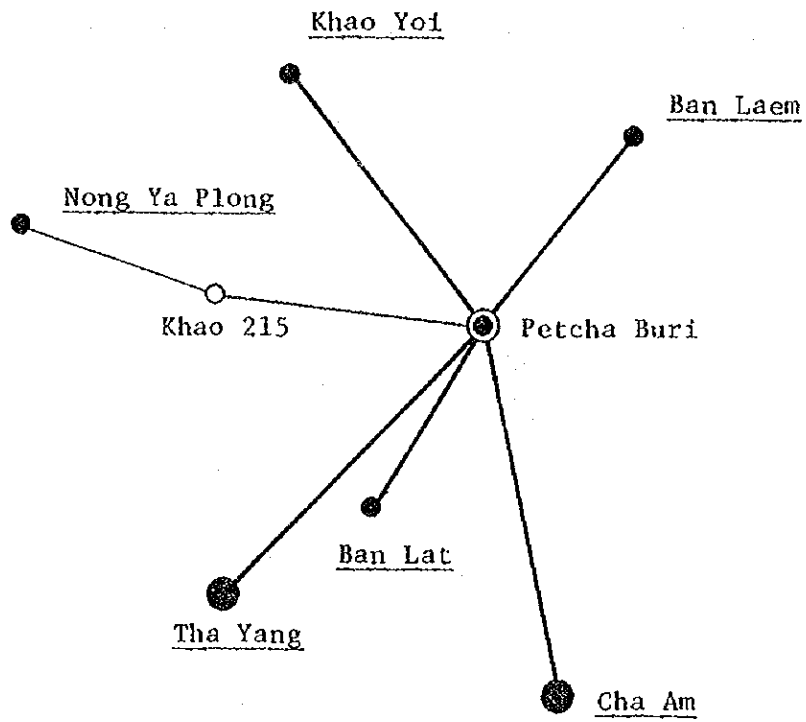 Khao Yoi
Ban Laem
Nong Ya Plong
Khao 215
Petcha Buri
Ban Lat
Tha Yang
Cha Am